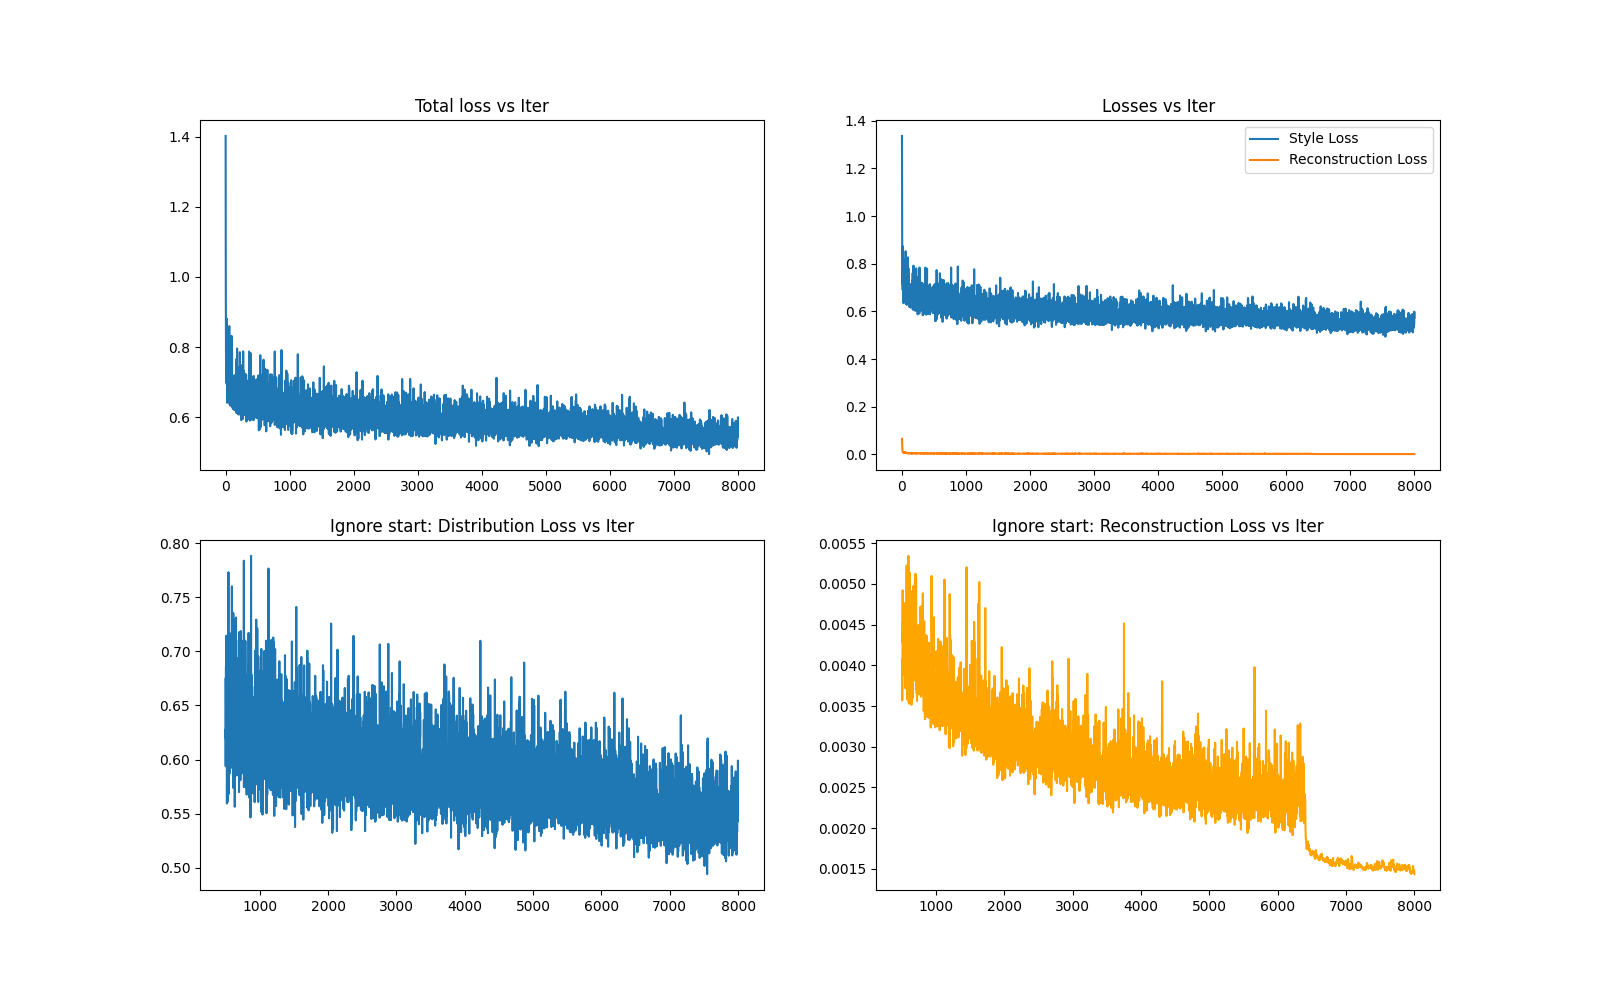 Total loss vs Iter
1.4
1.2
1.0
0.8
0.6
0 1000 2000 3000 4000 5000 6000 7000 8000
Losses vs Iter
Style Loss
Reconstruction Loss
1.4
1.2
1.0
0.8
0.6
0.4
0.2
0.0
0 1000 2000 3000 4000 5000 6000 7000 8000
Ignore start: Distribution Loss vs Iter
0.80
0.75
0.70
0.65
0.60
0.55
0.50
1000 2000 3000 4000 5000 6000 7000 8000
Ignore start: Reconstruction Loss vs Iter
0.0055
0.0050
0.0045
0.0040
0.0035
0.0030
0.0025
0.0020
0.0015
1000 2000 3000 4000 5000 6000 7000 8000